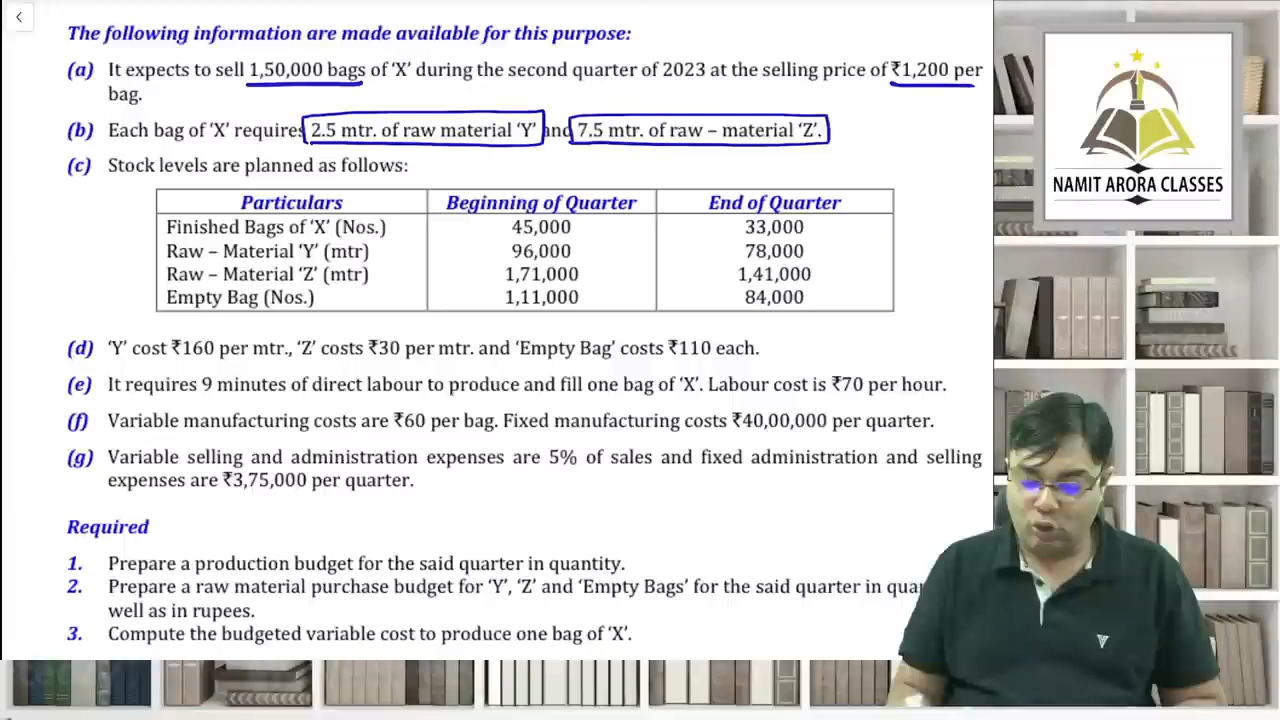 The following information are made available for this purpose:
(a) It expects to sell 1,50,000 bags of ‘X’ during the second quarter of 2023 at the selling price of ₹1,200 per
bag.
(b) Each bag of ‘X’ requires 2.5 mtr. of raw material ‘Y’ and 7.5 mtr. of raw – material ‘Z’.
(c) Stock levels are planned as follows:
Particulars Beginning of Quarter End of Quarter
Finished Bags of ‘X’ (Nos.) 45,000 33,000
Raw – Material ‘Y’ (mtr) 96,000 78,000
Raw – Material ‘Z’ (mtr) 1,71,000 1,41,000
Empty Bag (Nos.) 1,11,000 84,000
(d) ‘Y’ cost ₹160 per mtr., ‘Z’ costs ₹30 per mtr. and ‘Empty Bag’ costs ₹110 each.
(e) It requires 9 minutes of direct labour to produce and fill one bag of ‘X’. Labour cost is ₹70 per hour.
(f) Variable manufacturing costs are ₹60 per bag. Fixed manufacturing costs ₹40,00,000 per quarter.
(g) Variable selling and administration expenses are 5% of sales and fixed administration and selling
expenses are ₹3,75,000 per quarter.
Required
1. Prepare a production budget for the said quarter in quantity.
2. Prepare a raw material purchase budget for ‘Y’, ‘Z’ and ‘Empty Bags’ for the said quarter in
well as in rupees.
3. Compute the budgeted variable cost to produce one bag of ‘X’.
NAMIT ARORA CLASSES